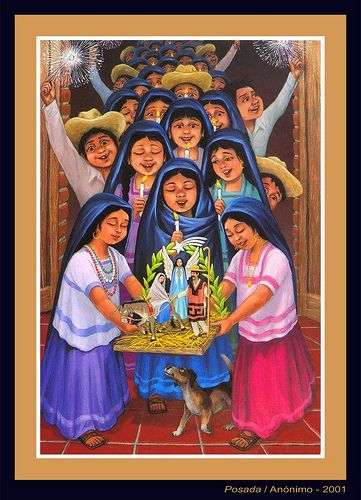 Posada / Anónimo - 2001